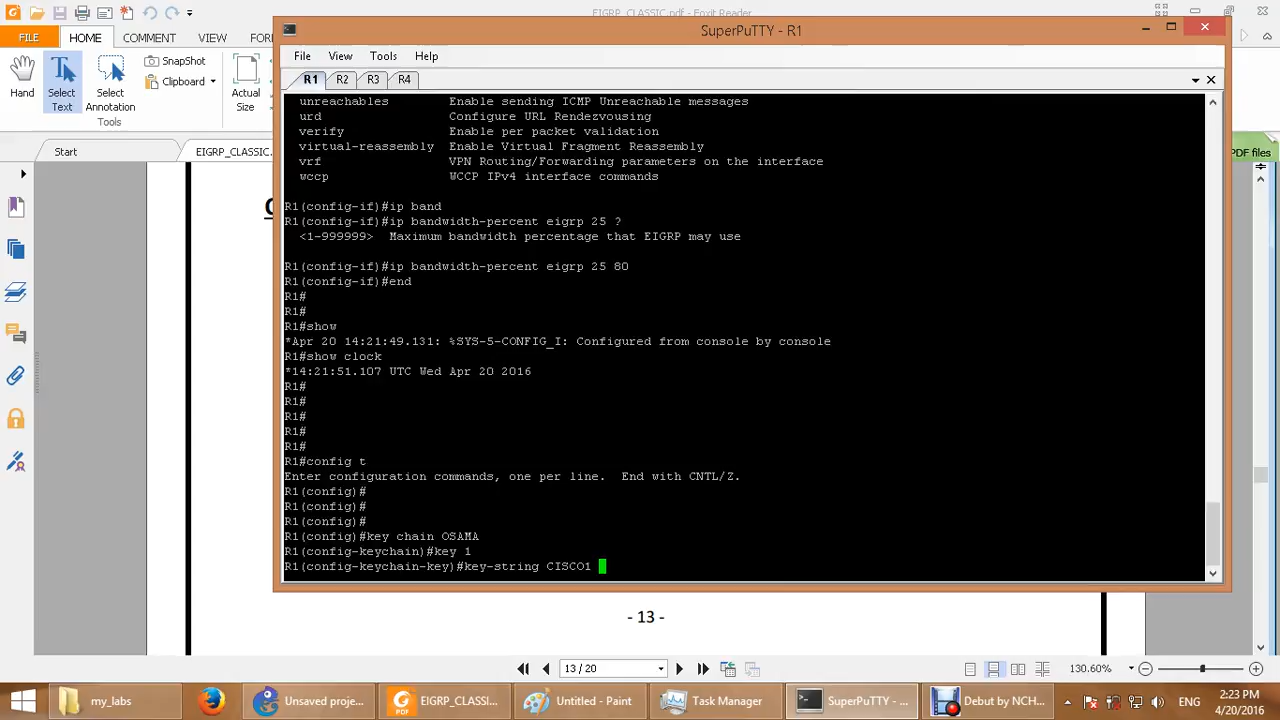 EIGRP_CLASSIC.pdf - Foxit Reader
FILE
HOME
COMMENT
VIEW
Hand
Select
Text
Select
Annotation
SnapShot
Clipboard
Actual
Size
Tools
Start
EIGRP_CLASSIC.
PDF files
SuperPuTTY - R1
File View Tools Help
R1 R2 R3 R4
unreachables Enable sending ICMP Unreachable messages
urd Configure URL Rendezvousing
verify Enable per packet validation
virtual-reassembly Enable Virtual Fragment Reassembly
vrf VPN Routing/Forwarding parameters on the interface
wccp WCCP IPv4 interface commands
R1(config-if)#ip band
R1(config-if)#ip bandwidth-percent eigrp 25 ?
<1-999999> Maximum bandwidth percentage that EIGRP may use
R1(config-if)#ip bandwidth-percent eigrp 25 80
R1(config-if)#end
R1#
R1#
R1#show
*Apr 20 14:21:49.131: %SYS-5-CONFIG_I: Configured from console by console
R1#show clock
*14:21:51.107 UTC Wed Apr 20 2016
R1#
R1#
R1#
R1#
R1#
R1#config t
Enter configuration commands, one per line. End with CNTL/Z.
R1(config)#
R1(config)#
R1(config)#
R1(config)#key chain OSAMA
R1(config-keychain)#key 1
R1(config-keychain-key)#key-string CISCO1
- 13 -
13 / 20
130.60%
my_labs
Unsaved proje...
EIGRP_CLASSI...
Untitled - Paint
Task Manager
SuperPuTTY - ...
Debut by NCH...
ENG
2:23 PM
4/20/2016